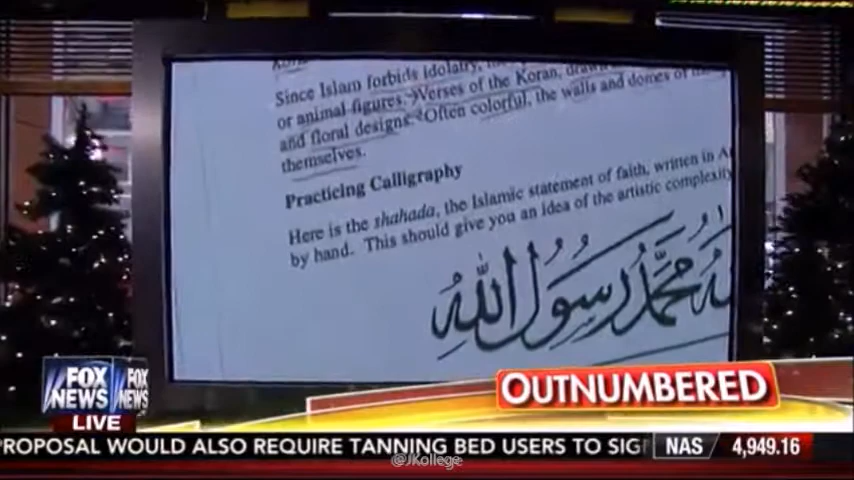 Since Islam forbids idolatry,
or animal figures. Verses of the Koran, drawn
and floral designs. Often colorful, the walls and domes of
themselves.
Practicing Calligraphy
Here is the shahada, the Islamic statement of faith, written in
by hand. This should give you an idea of the artistic complexity
مُحَمَّدٌ رَسُولُ اللهِ
FOX NEWS
FOX NEWS
LIVE
OUTNUMBERED
ROPOSAL WOULD ALSO REQUIRE TANNING BED USERS TO SIG
NAS 4,949.16
@JKollege